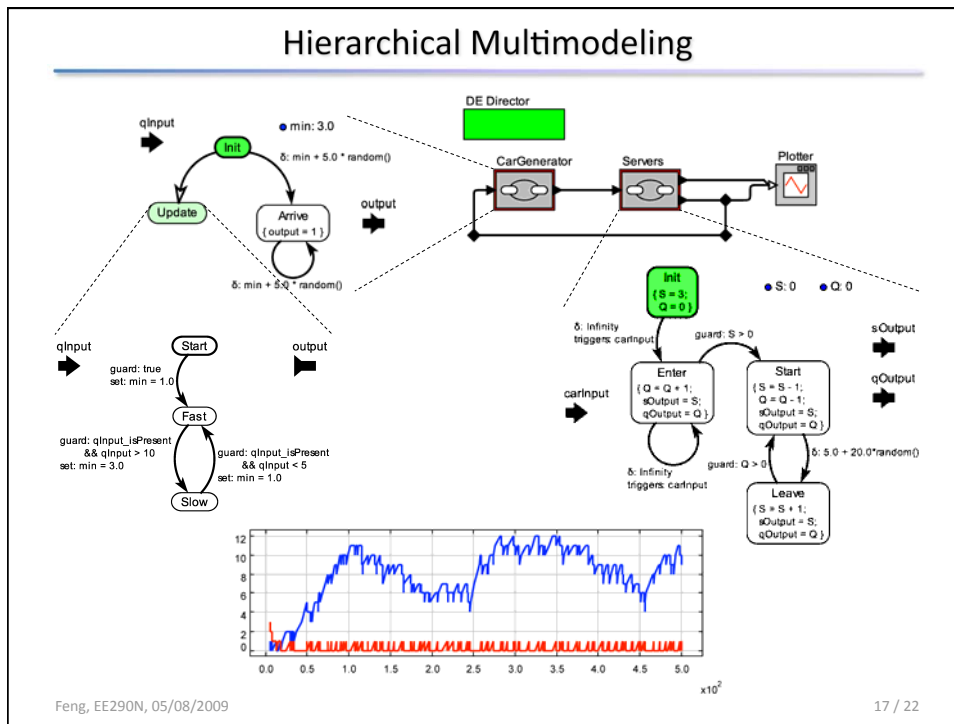 Hierarchical Multimodeling
qInput
min: 3.0
Init
δ: min + 5.0 * random()
Update
Arrive
{ output = 1 }
output
δ: min + 5.0 * random()
DE Director
CarGenerator
Servers
Plotter
qInput
output
Start
guard: true
set: min = 1.0
Fast
guard: qInput_isPresent
&& qInput > 10
set: min = 3.0
guard: qInput_isPresent
&& qInput < 5
set: min = 1.0
Slow
Init
{ S = 3;
Q = 0 }
S: 0
Q: 0
δ: Infinity
triggers: carInput
guard: S > 0
sOutput
qOutput
carInput
Enter
{ Q = Q + 1;
sOutput = S;
qOutput = Q }
Start
{ S = S - 1;
Q = Q - 1;
sOutput = S;
qOutput = Q }
δ: Infinity
triggers: carInput
guard: Q > 0
δ: 5.0 + 20.0*random()
Leave
{ S = S + 1;
sOutput = S;
qOutput = Q }
12
10
8
6
4
2
0
0.0 0.5 1.0 1.5 2.0 2.5 3.0 3.5 4.0 4.5 5.0
x10²
Feng, EE290N, 05/08/2009
17 / 22